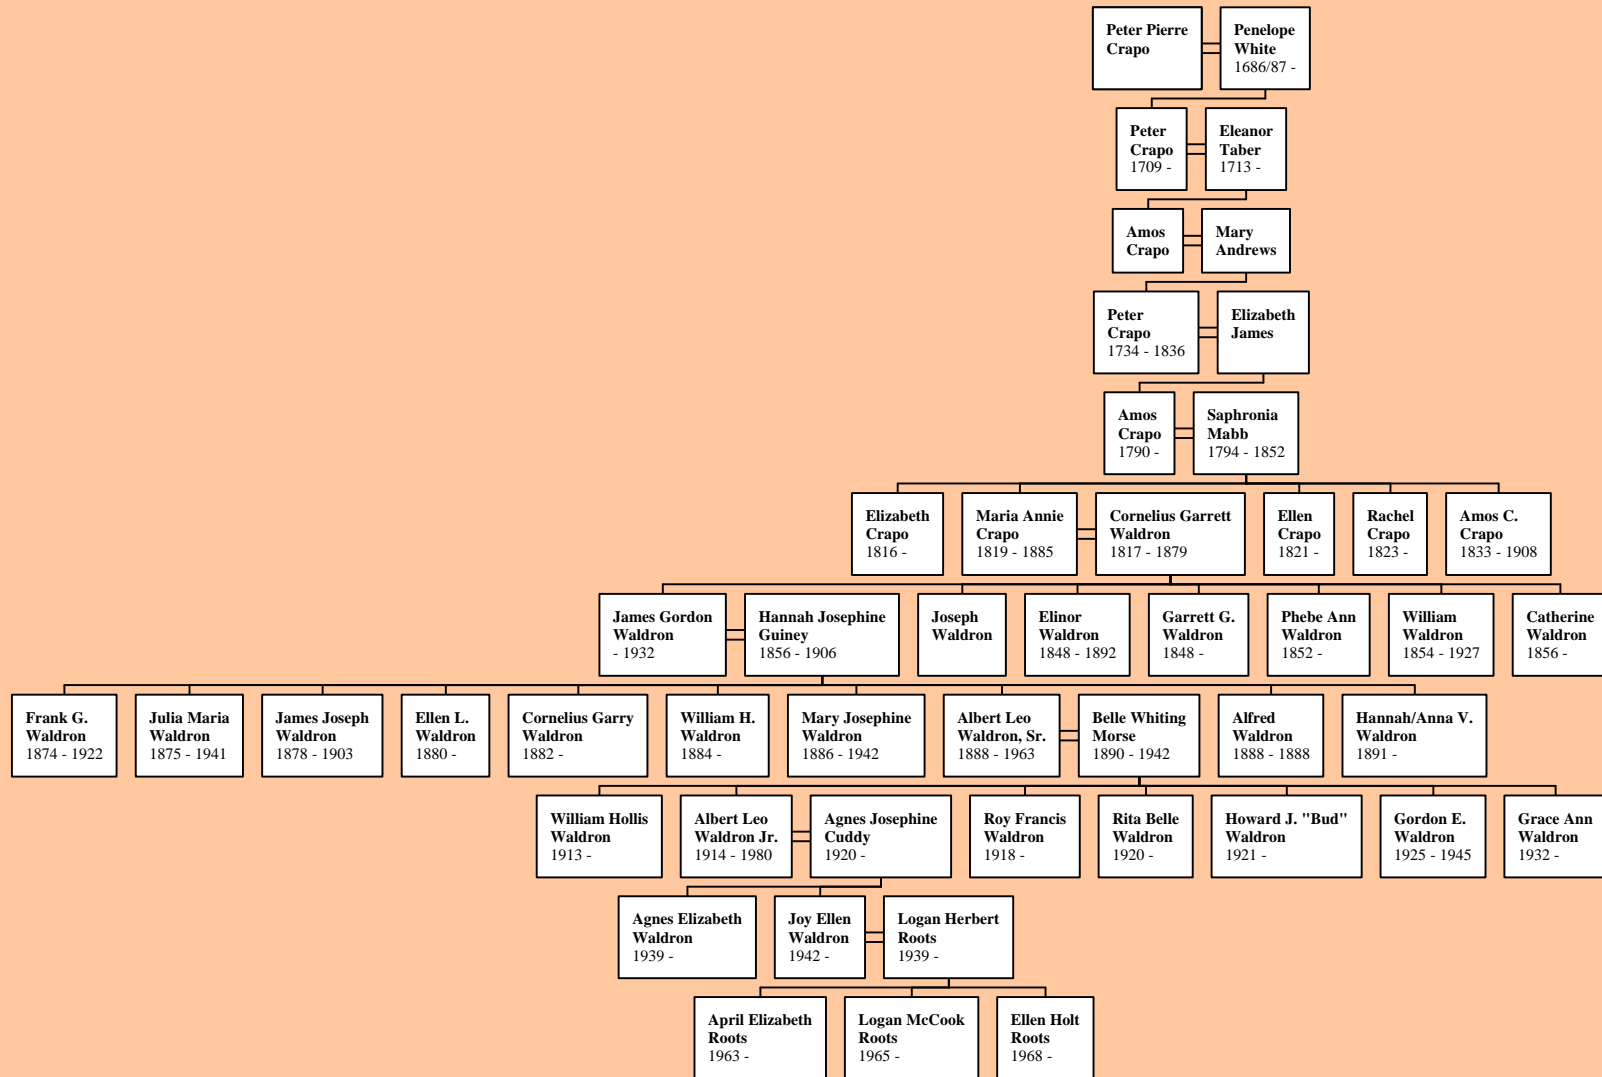 Peter Pierre
Crapo
Penelope
White
1686/87 -
Peter
Crapo
1709 -
Eleanor
Taber
1713 -
Amos
Crapo
Mary
Andrews
Peter
Crapo
1734 - 1836
Elizabeth
James
Amos
Crapo
1790 -
Saphronia
Mabb
1794 - 1852
Elizabeth
Crapo
1816 -
Maria Annie
Crapo
1819 - 1885
Cornelius Garrett
Waldron
1817 - 1879
Ellen
Crapo
1821 -
Rachel
Crapo
1823 -
Amos C.
Crapo
1833 - 1908
James Gordon
Waldron
- 1932
Hannah Josephine
Guiney
1856 - 1906
Joseph
Waldron
Elinor
Waldron
1848 - 1892
Garrett G.
Waldron
1848 -
Phebe Ann
Waldron
1852 -
William
Waldron
1854 - 1927
Catherine
Waldron
1856 -
Frank G.
Waldron
1874 - 1922
Julia Maria
Waldron
1875 - 1941
James Joseph
Waldron
1878 - 1903
Ellen L.
Waldron
1880 -
Cornelius Garry
Waldron
1882 -
William H.
Waldron
1884 -
Mary Josephine
Waldron
1886 - 1942
Albert Leo
Waldron, Sr.
1888 - 1963
Belle Whiting
Morse
1890 - 1942
Alfred
Waldron
1888 - 1888
Hannah/Anna V.
Waldron
1891 -
William Hollis
Waldron
1913 -
Albert Leo
Waldron Jr.
1914 - 1980
Agnes Josephine
Cuddy
1920 -
Roy Francis
Waldron
1918 -
Rita Belle
Waldron
1920 -
Howard J. "Bud"
Waldron
1921 -
Gordon E.
Waldron
1925 - 1945
Grace Ann
Waldron
1932 -
Agnes Elizabeth
Waldron
1939 -
Joy Ellen
Waldron
1942 -
Logan Herbert
Roots
1939 -
April Elizabeth
Roots
1963 -
Logan McCook
Roots
1965 -
Ellen Holt
Roots
1968 -